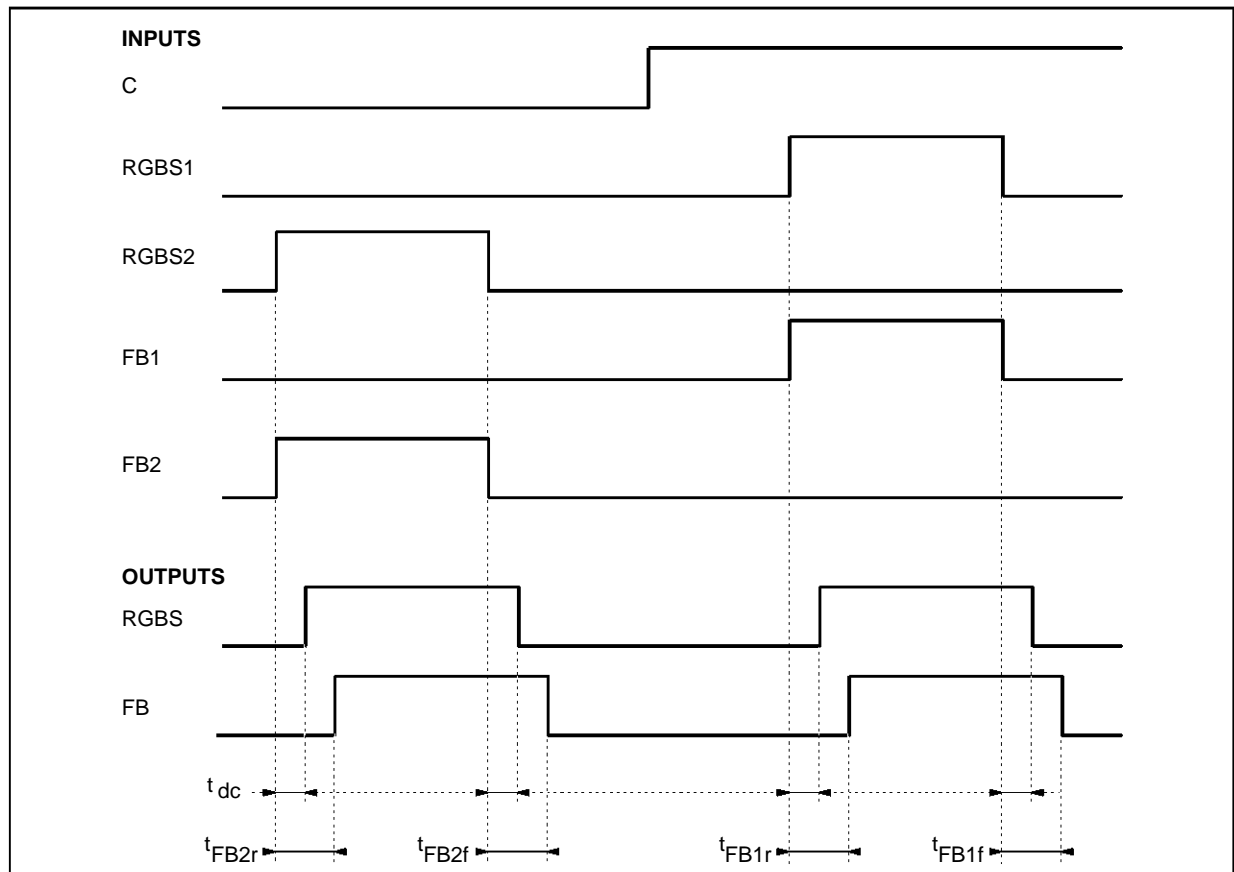 INPUTS
C
RGBS1
RGBS2
FB1
FB2
OUTPUTS
RGBS
FB
t dc
tFB2r
tFB2f
tFB1r
tFB1f